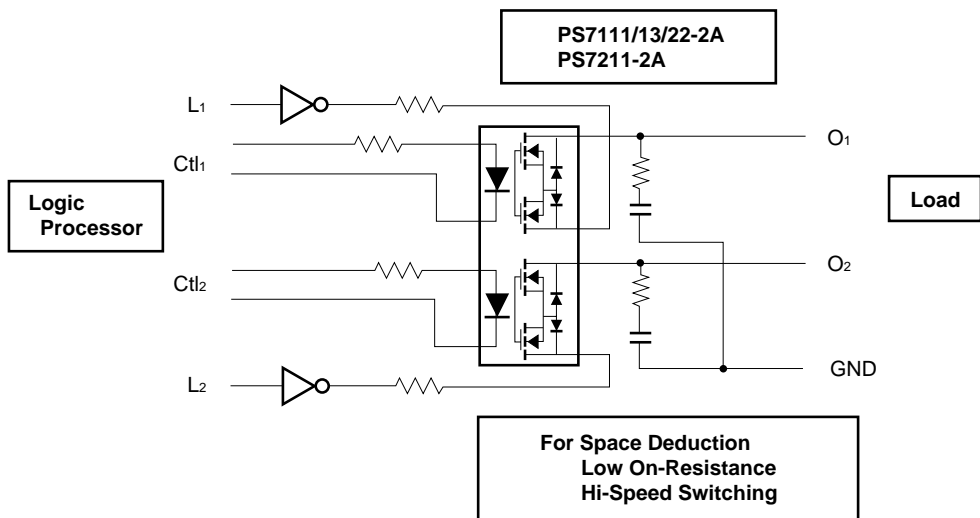 PS7111/13/22-2A
PS7211-2A
L1
O1
Ctl1
Logic
Processor
Load
O2
Ctl2
GND
L2
For Space Deduction
Low On-Resistance
Hi-Speed Switching